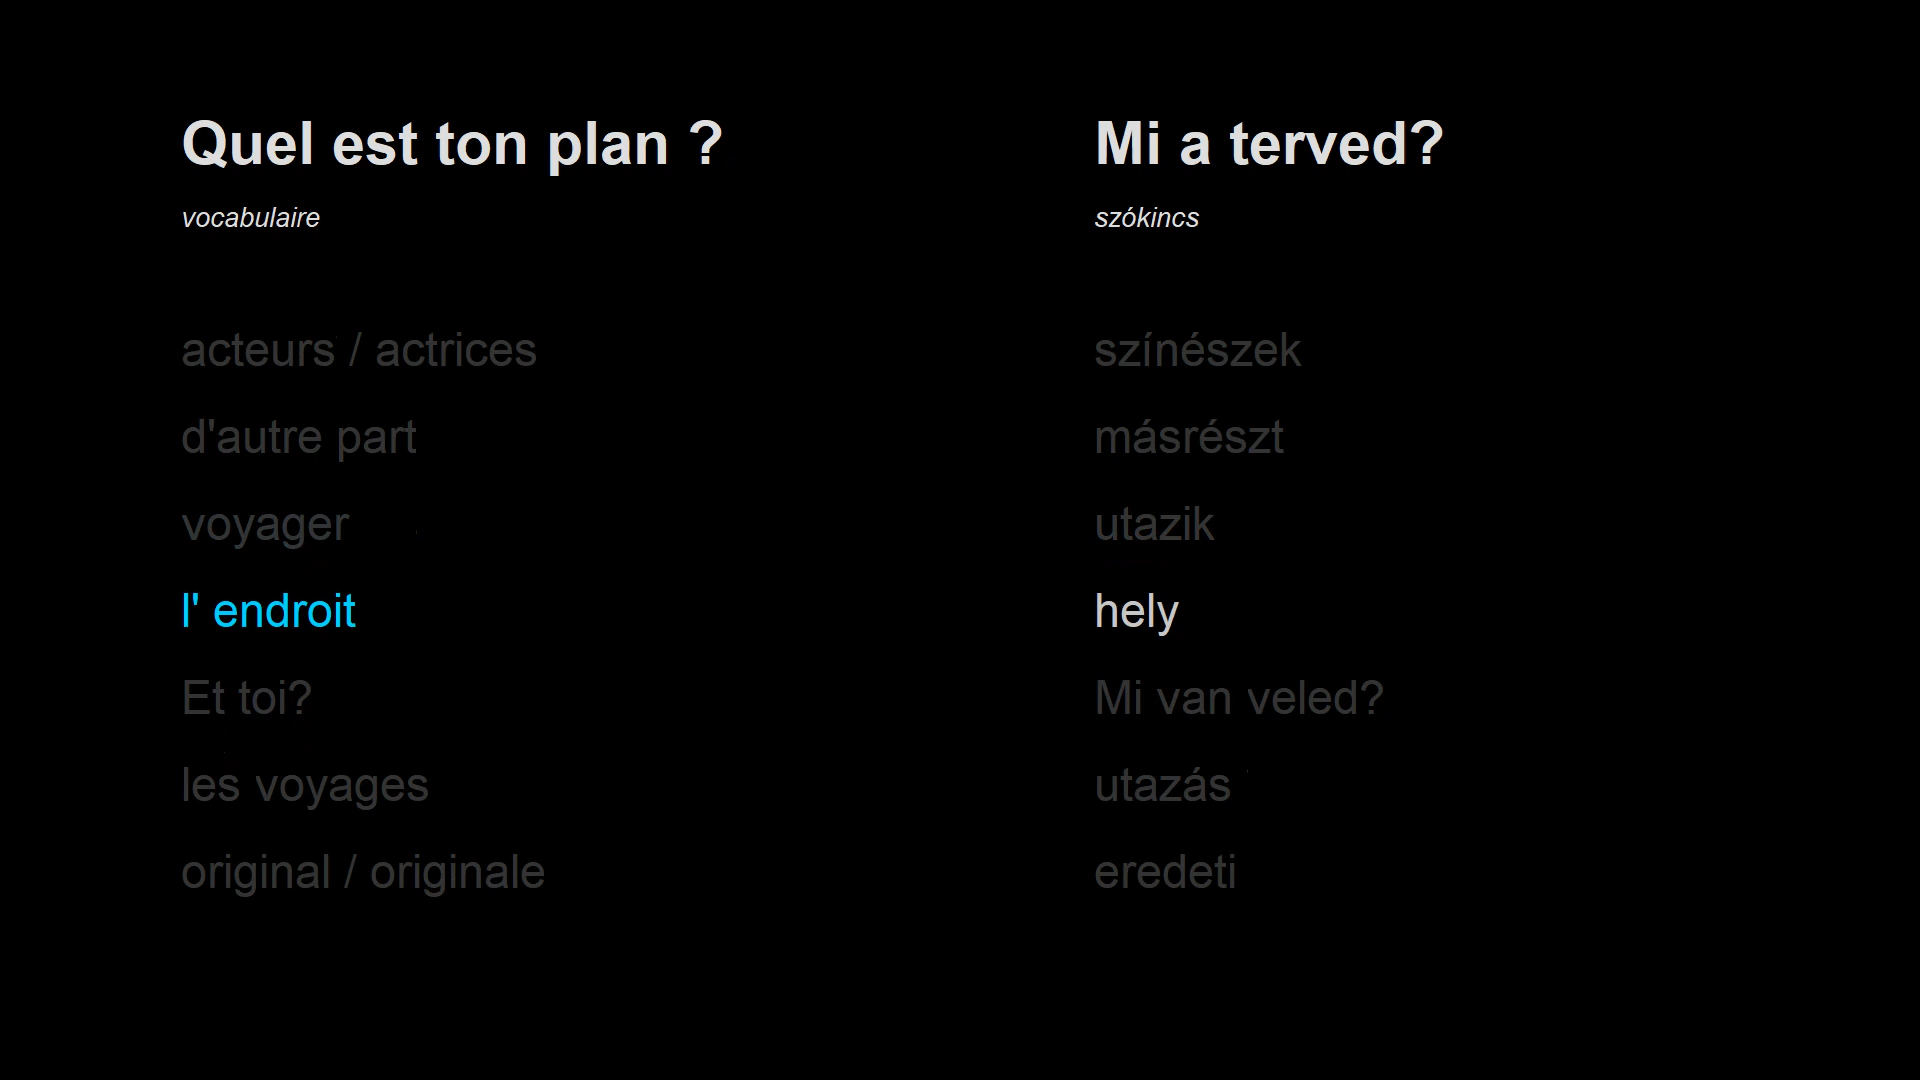 Quel est ton plan ?
vocabulaire
acteurs / actrices
d'autre part
voyager
l' endroit
Et toi?
les voyages
original / originale
Mi a terved?
szókincs
színészek
másrészt
utazik
hely
Mi van veled?
utazás
eredeti